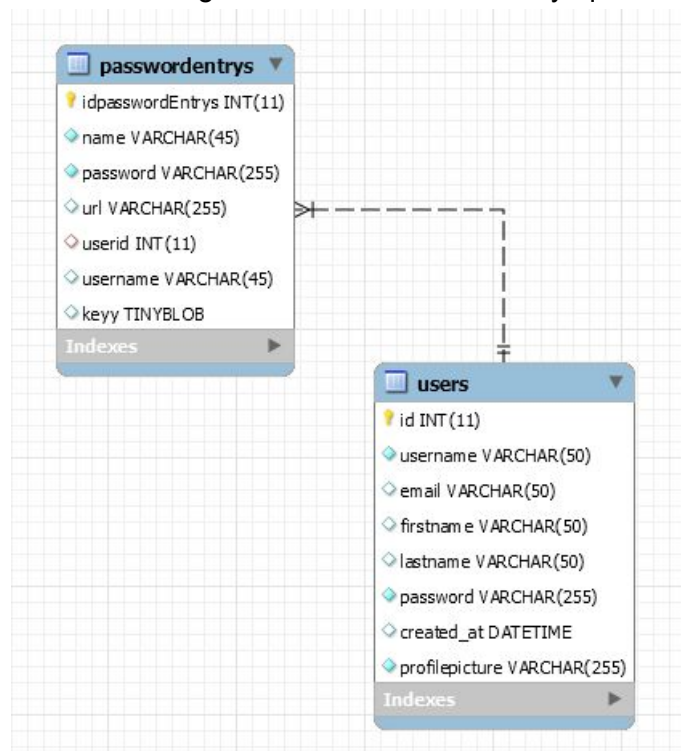 passwordentrys
idpasswordEntrys INT(11)
name VARCHAR(45)
password VARCHAR(255)
url VARCHAR(255)
userid INT(11)
username VARCHAR(45)
keyy TINYBLOB
Indexes
users
id INT(11)
username VARCHAR(50)
email VARCHAR(50)
firstname VARCHAR(50)
lastname VARCHAR(50)
password VARCHAR(255)
created_at DATETIME
profilepicture VARCHAR(255)
Indexes